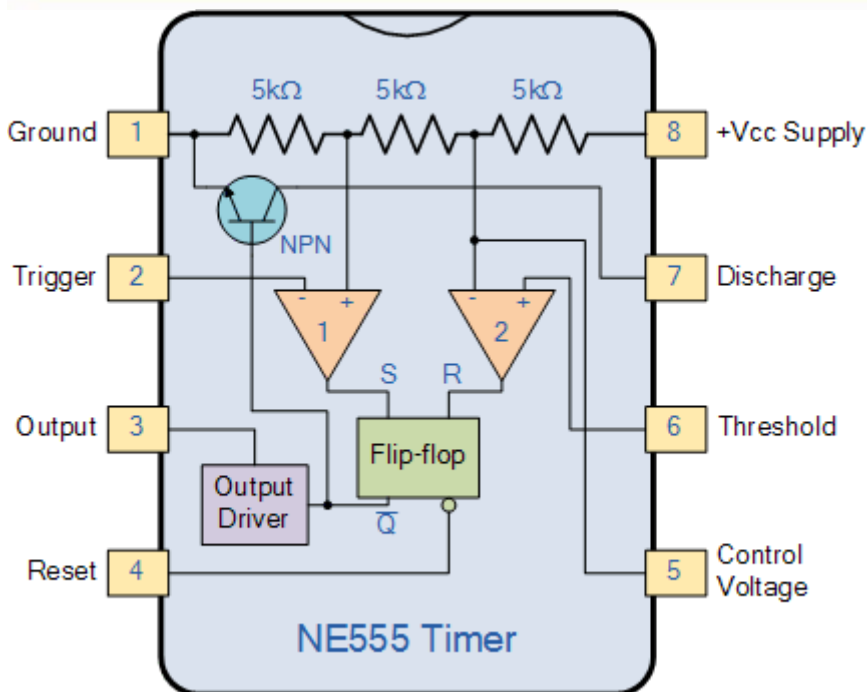 5kΩ 5kΩ 5kΩ
Ground 1
8 +Vcc Supply
NPN
Trigger 2
7 Discharge
- +
- +
1
2
S R
Output 3
6 Threshold
Flip-flop
Output
Driver
Q̅
Reset 4
5 Control
Voltage
NE555 Timer